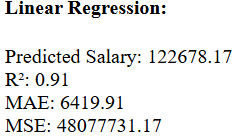 Linear Regression:
Predicted Salary: 122678.17
R²: 0.91
MAE: 6419.91
MSE: 48077731.17